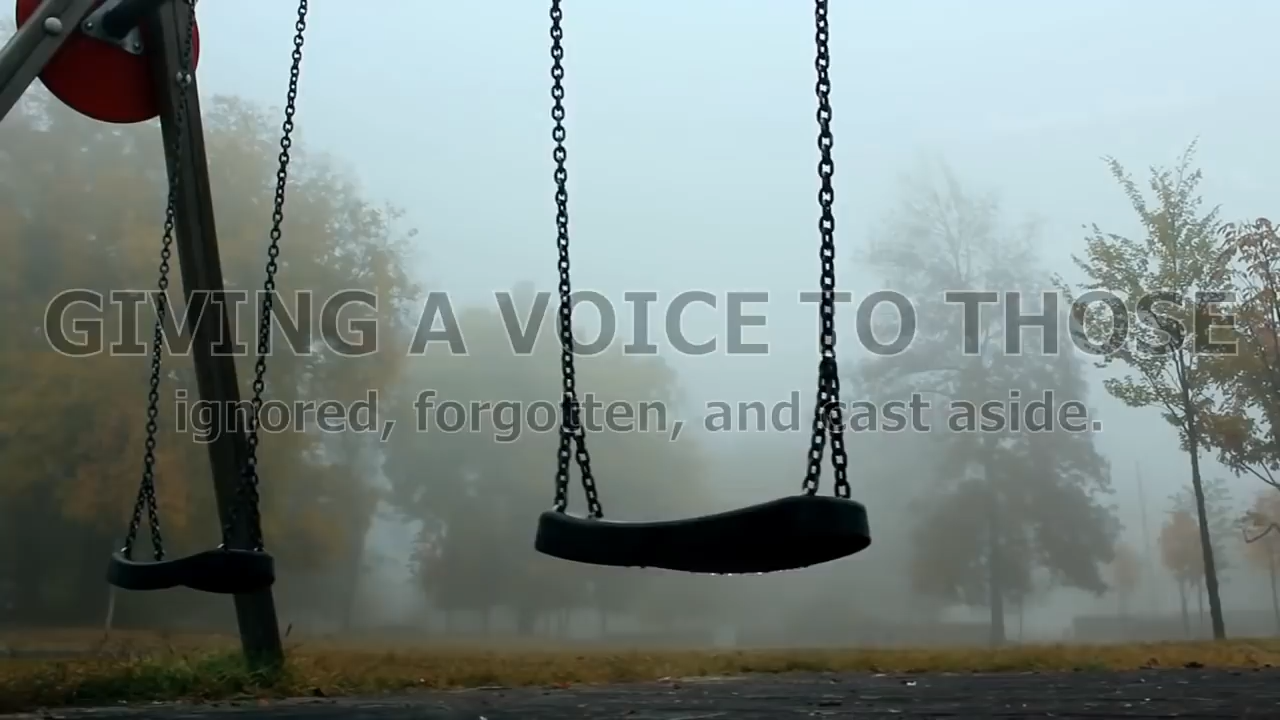 GIVING A VOICE TO THOSE
ignored, forgotten, and cast aside.